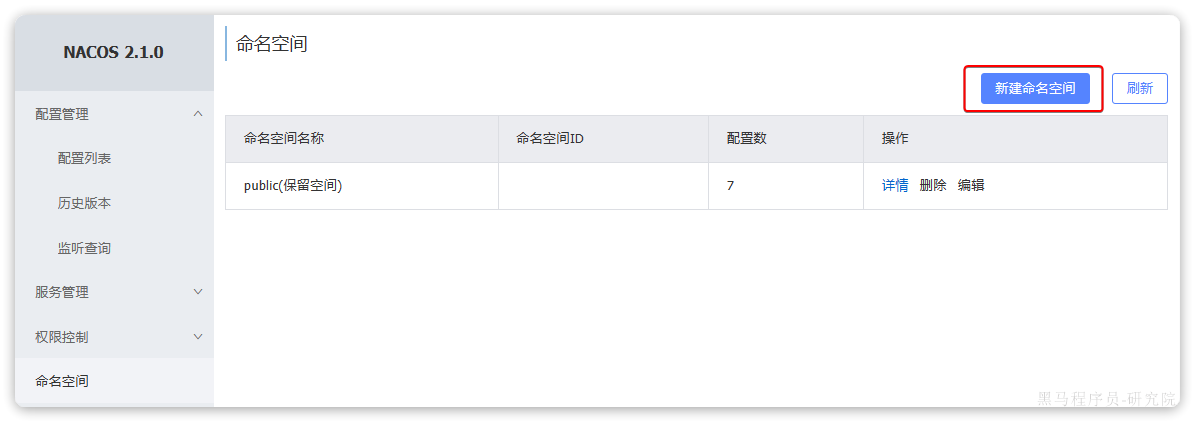 NACOS 2.1.0
配置管理
配置列表
历史版本
监听查询
服务管理
权限控制
命名空间
命名空间
新建命名空间 刷新
命名空间名称 命名空间ID 配置数 操作
public(保留空间) 7 详情 删除 编辑
黑马程序员-研究院